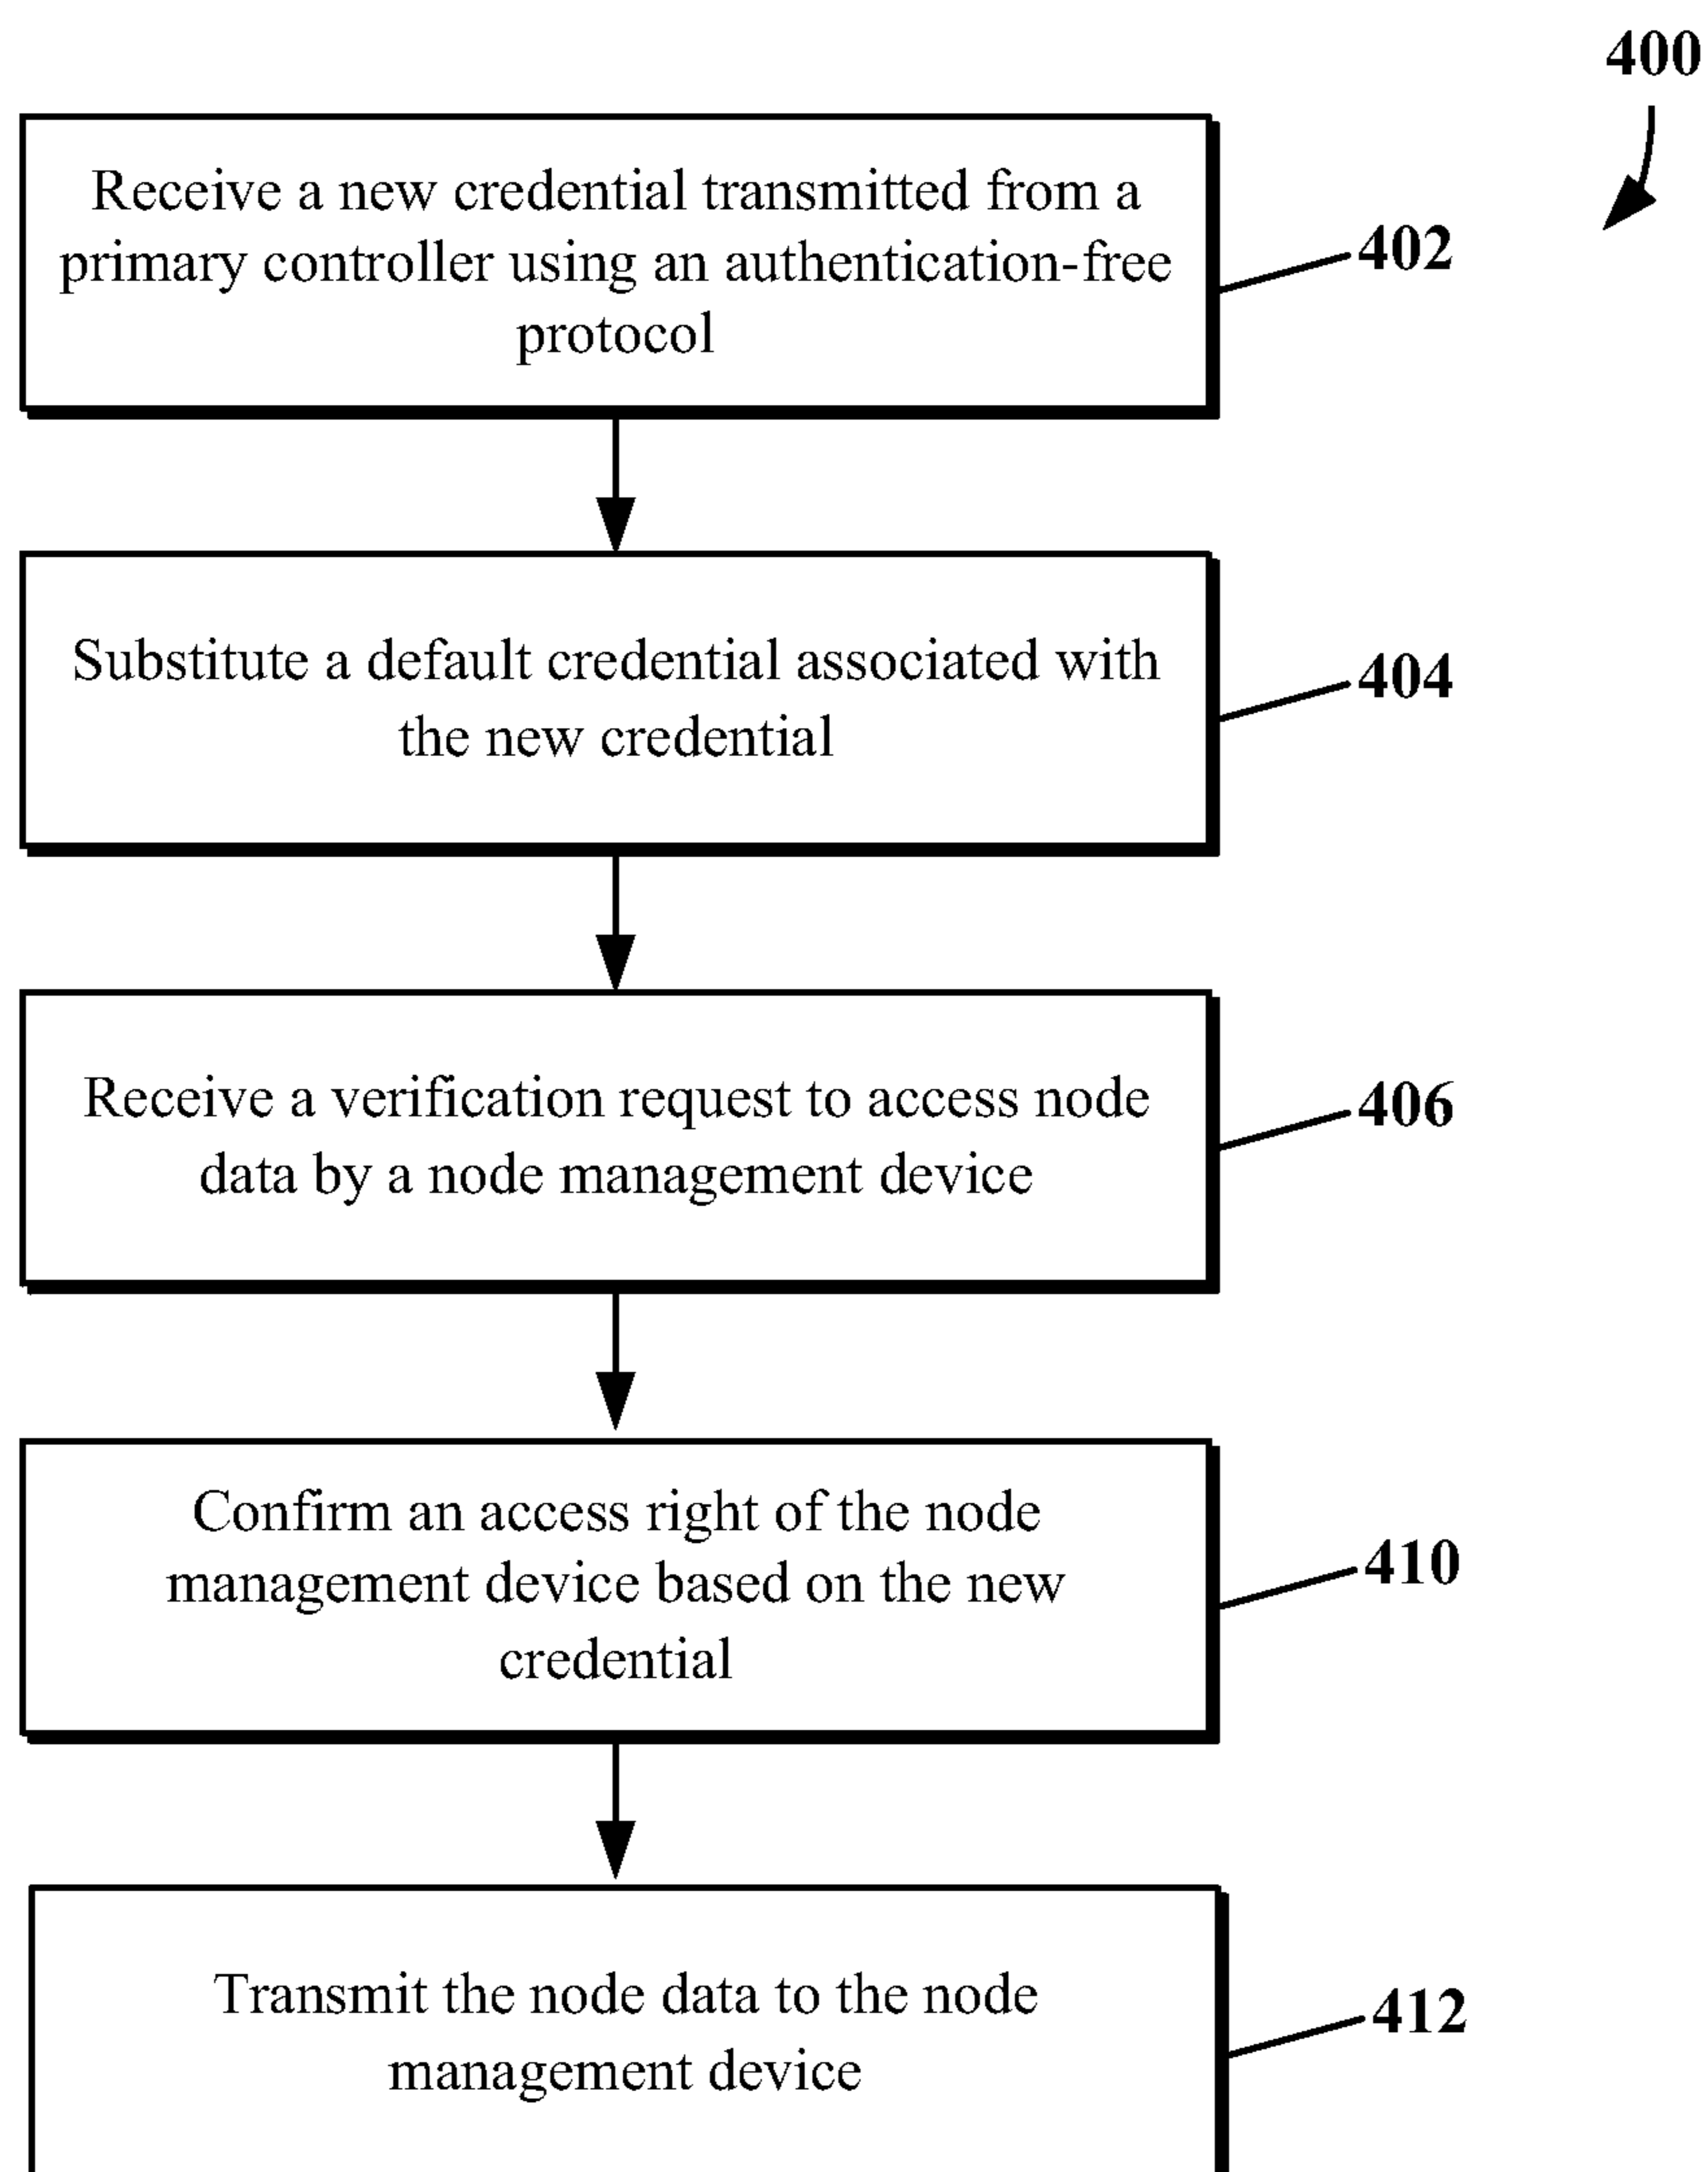 400
Receive a new credential transmitted from a
primary controller using an authentication-free
protocol
402
Substitute a default credential associated with
the new credential
404
Receive a verification request to access node
data by a node management device
406
Confirm an access right of the node
management device based on the new
credential
410
Transmit the node data to the node
management device
412